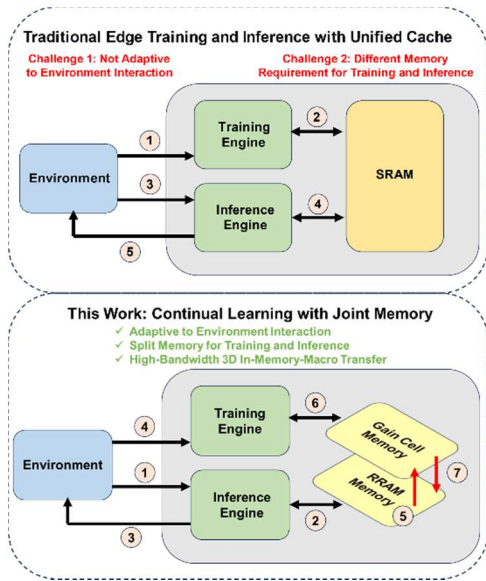 Traditional Edge Training and Inference with Unified Cache
Challenge 1: Not Adaptive
to Environment Interaction
Challenge 2: Different Memory
Requirement for Training and Inference
Training
Engine
1
2
Environment
3
SRAM
Inference
Engine
4
5
This Work: Continual Learning with Joint Memory
✓ Adaptive to Environment Interaction
✓ Split Memory for Training and Inference
✓ High-Bandwidth 3D In-Memory-Macro Transfer
Training
Engine
6
4
Gain Cell
Memory
Environment
1
7
RRAM
Memory
Inference
Engine
2
5
3